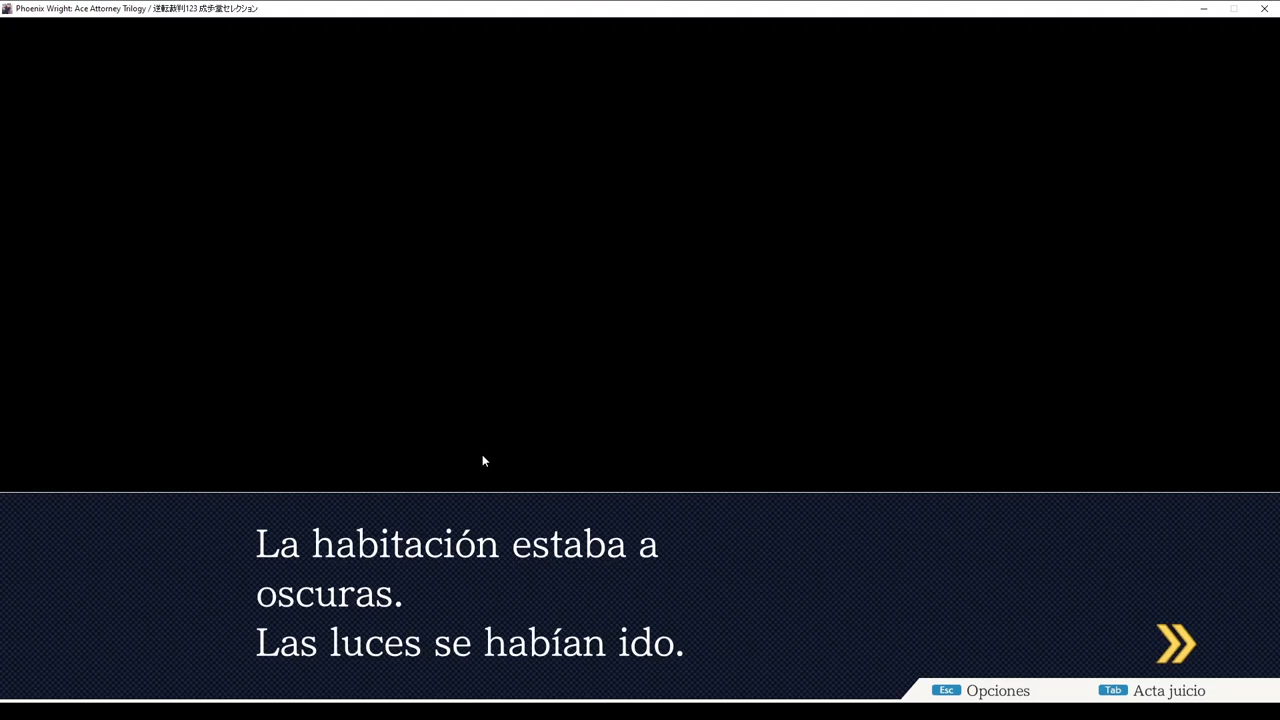 Phoenix Wright: Ace Attorney Trilogy / 逆転裁判123 成歩堂セレクション
La habitación estaba a
oscuras.
Las luces se habían ido.
Esc Opciones Tab Acta juicio